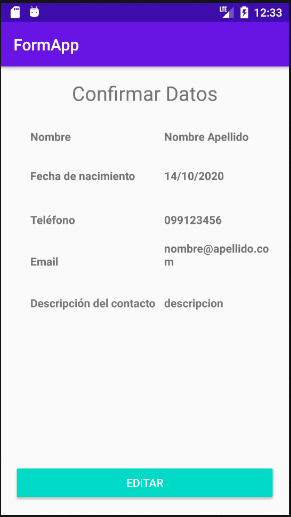 LTE 12:33
FormApp
Confirmar Datos
Nombre Nombre Apellido
Fecha de nacimiento 14/10/2020
Teléfono 099123456
nombre@apellido.co
Email m
Descripción del contacto descripcion
EDITAR